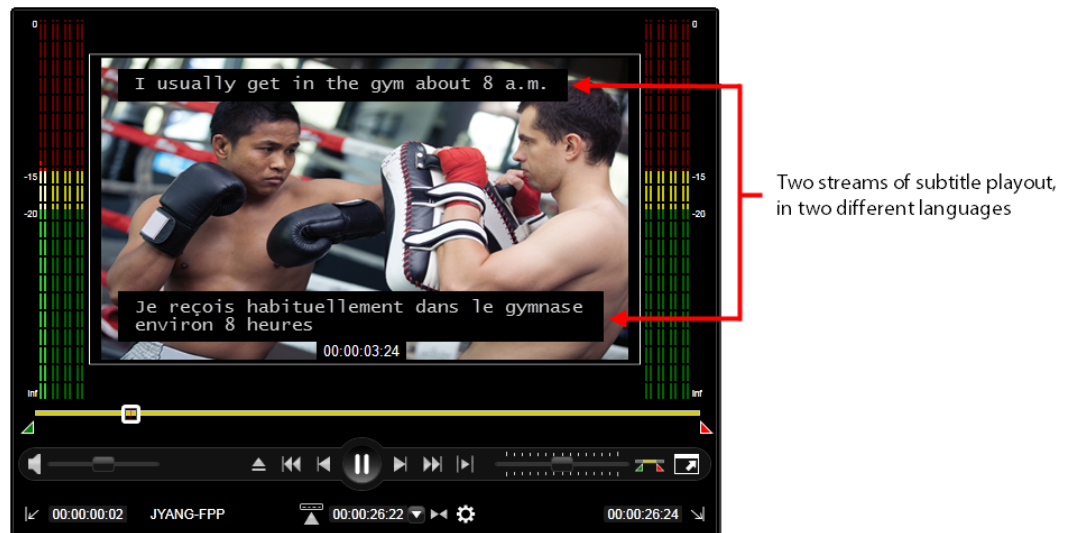 0
0
I usually get in the gym about 8 a.m.
-15
-15
Two streams of subtitle playout,
in two different languages
-20
-20
Je reçois habituellement dans le gymnase
environ 8 heures
00:00:03:24
Inf
Inf
00:00:00:02
JYANG-FPP
00:00:26:22
00:00:26:24